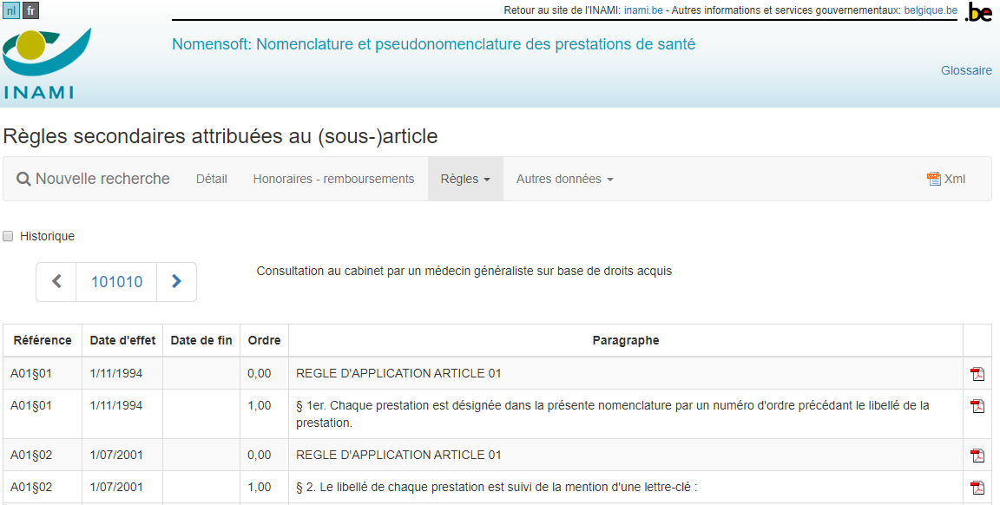 nl fr
Retour au site de l'INAMI: inami.be - Autres informations et services gouvernementaux: belgique.be
.be
Nomensoft: Nomenclature et pseudonomenclature des prestations de santé
Glossaire
INAMI
Règles secondaires attribuées au (sous-)article
Nouvelle recherche Détail Honoraires - remboursements Règles Autres données Xml
Historique
101010
Consultation au cabinet par un médecin généraliste sur base de droits acquis
Référence Date d'effet Date de fin Ordre Paragraphe
A01§01 1/11/1994 0,00 REGLE D'APPLICATION ARTICLE 01
A01§01 1/11/1994 1,00 § 1er. Chaque prestation est désignée dans la présente nomenclature par un numéro d'ordre précédant le libellé de la
prestation.
A01§02 1/07/2001 0,00 REGLE D'APPLICATION ARTICLE 01
A01§02 1/07/2001 1,00 § 2. Le libellé de chaque prestation est suivi de la mention d'une lettre-clé :